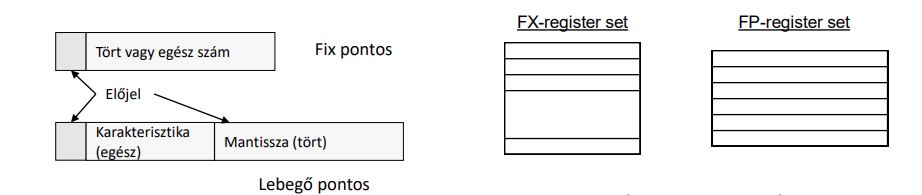 FX-register set
FP-register set
Tört vagy egész szám
Fix pontos
Előjel
Karakterisztika
(egész)
Mantissza (tört)
Lebegő pontos